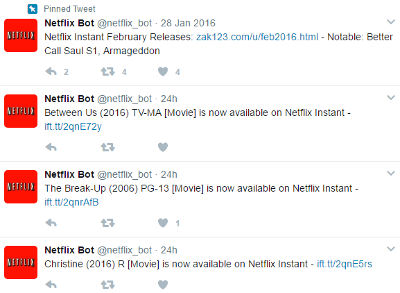 Pinned Tweet
Netflix Bot @netflix_bot · 28 Jan 2016
Netflix Instant February Releases: zak123.com/u/feb2016.html - Notable: Better
Call Saul S1, Armageddon
2 4 4
NETFLIX
Netflix Bot @netflix_bot · 24h
Between Us (2016) TV-MA [Movie] is now available on Netflix Instant -
ift.tt/2qnE72y
NETFLIX
Netflix Bot @netflix_bot · 24h
The Break-Up (2006) PG-13 [Movie] is now available on Netflix Instant -
ift.tt/2qnrAfB
1
NETFLIX
Netflix Bot @netflix_bot · 24h
Christine (2016) R [Movie] is now available on Netflix Instant - ift.tt/2qnE5rs
NETFLIX